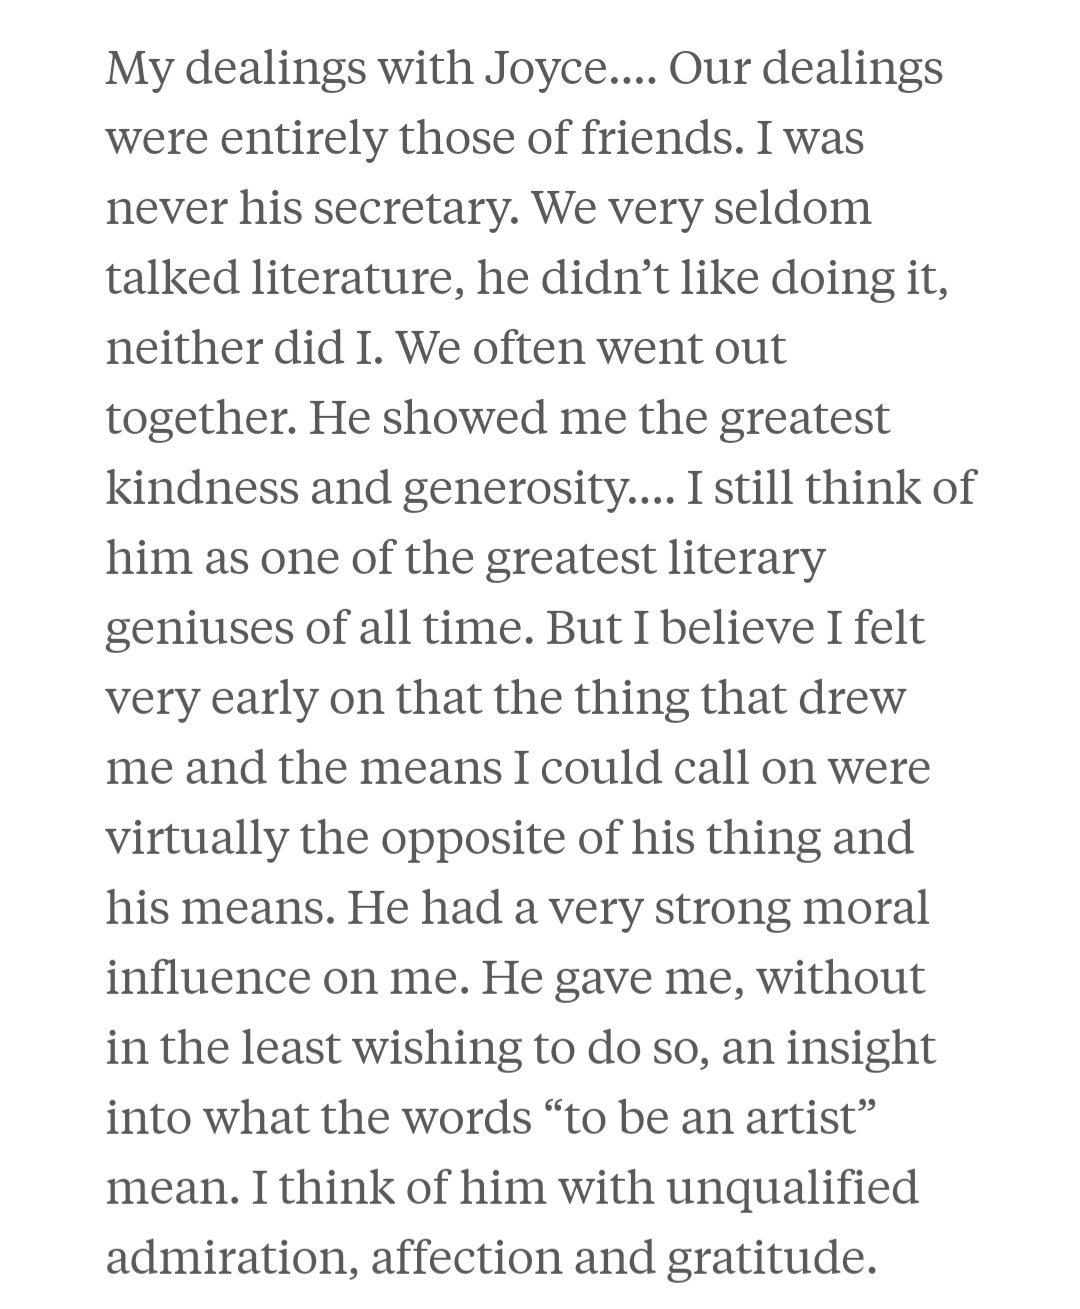 My dealings with Joyce.... Our dealings
were entirely those of friends. I was
never his secretary. We very seldom
talked literature, he didn’t like doing it,
neither did I. We often went out
together. He showed me the greatest
kindness and generosity.... I still think of
him as one of the greatest literary
geniuses of all time. But I believe I felt
very early on that the thing that drew
me and the means I could call on were
virtually the opposite of his thing and
his means. He had a very strong moral
influence on me. He gave me, without
in the least wishing to do so, an insight
into what the words “to be an artist”
mean. I think of him with unqualified
admiration, affection and gratitude.